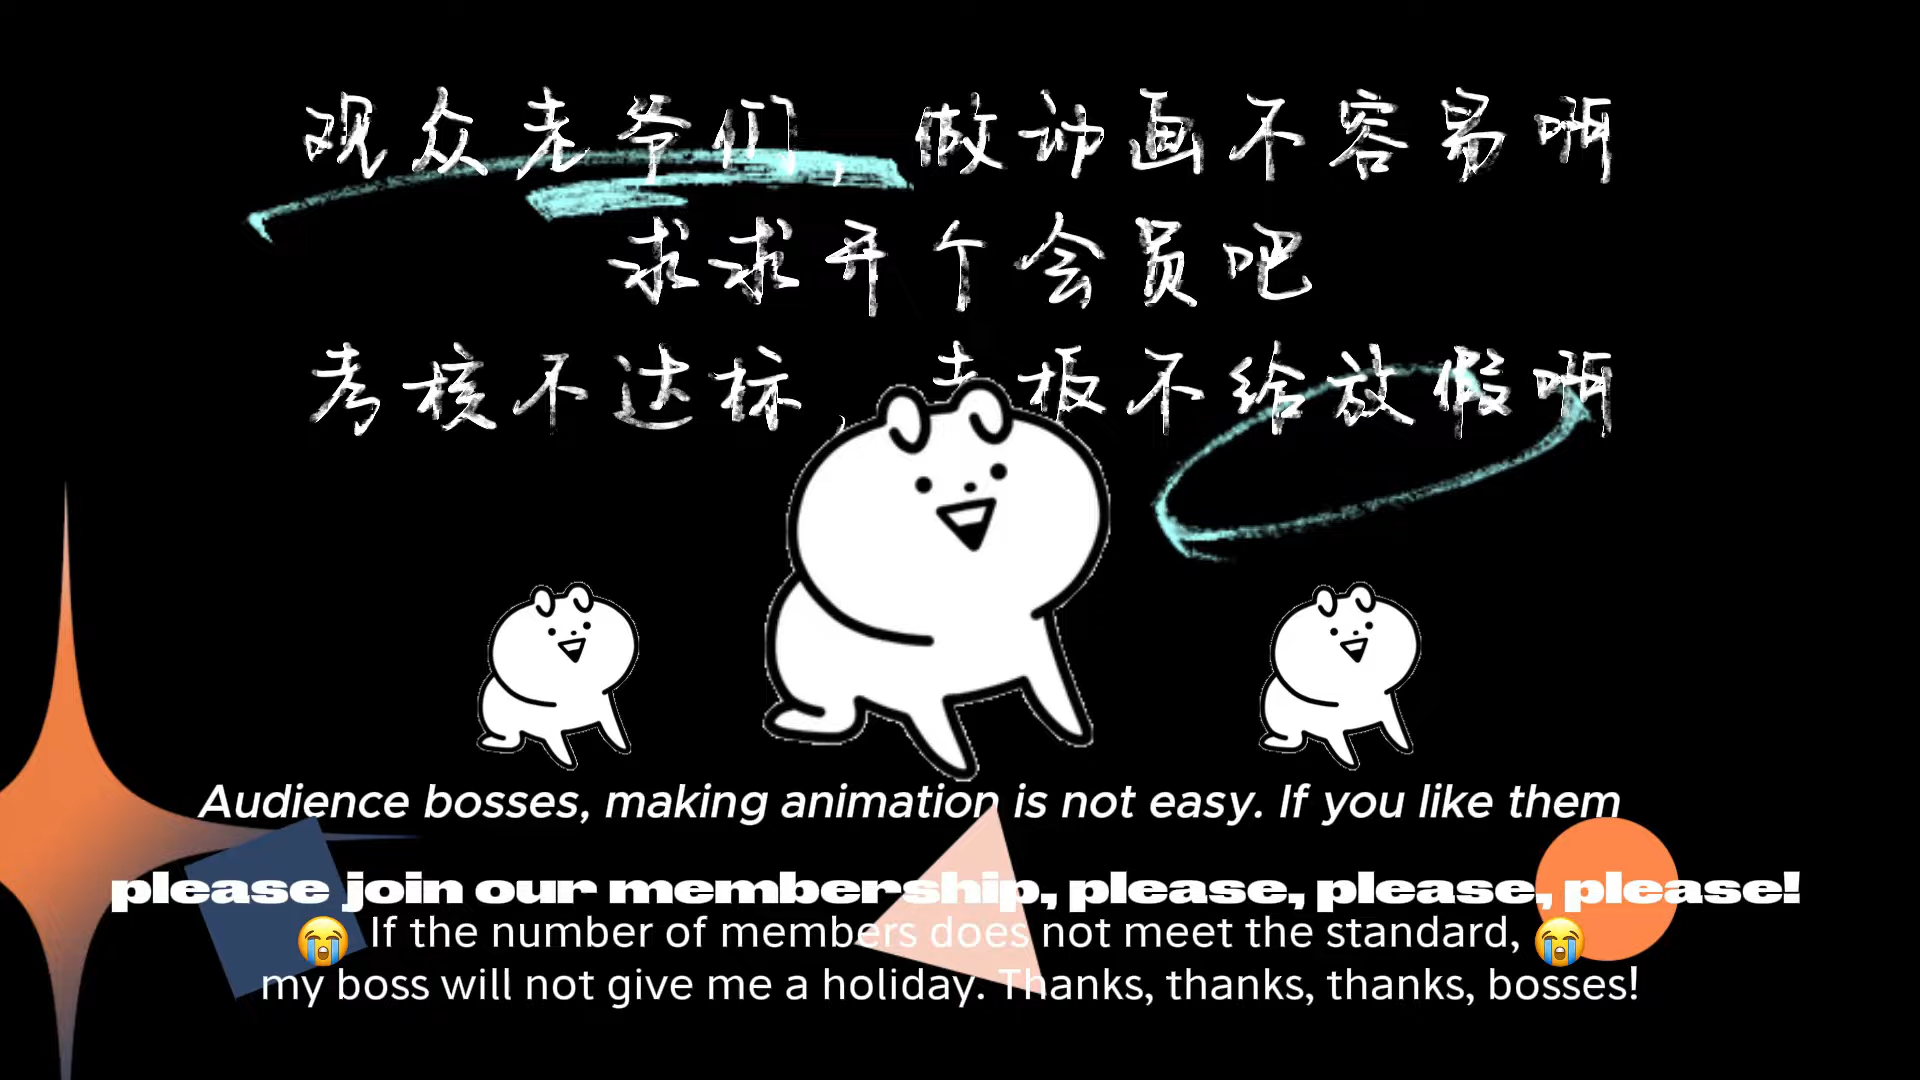 观众老爷们，做动画不容易啊
求求开个会员吧
考核不达标，老板不给放假啊
Audience bosses, making animation is not easy. If you like them
please join our membership, please, please, please!
😭 If the number of members does not meet the standard, 😭
my boss will not give me a holiday. Thanks, thanks, thanks, bosses!